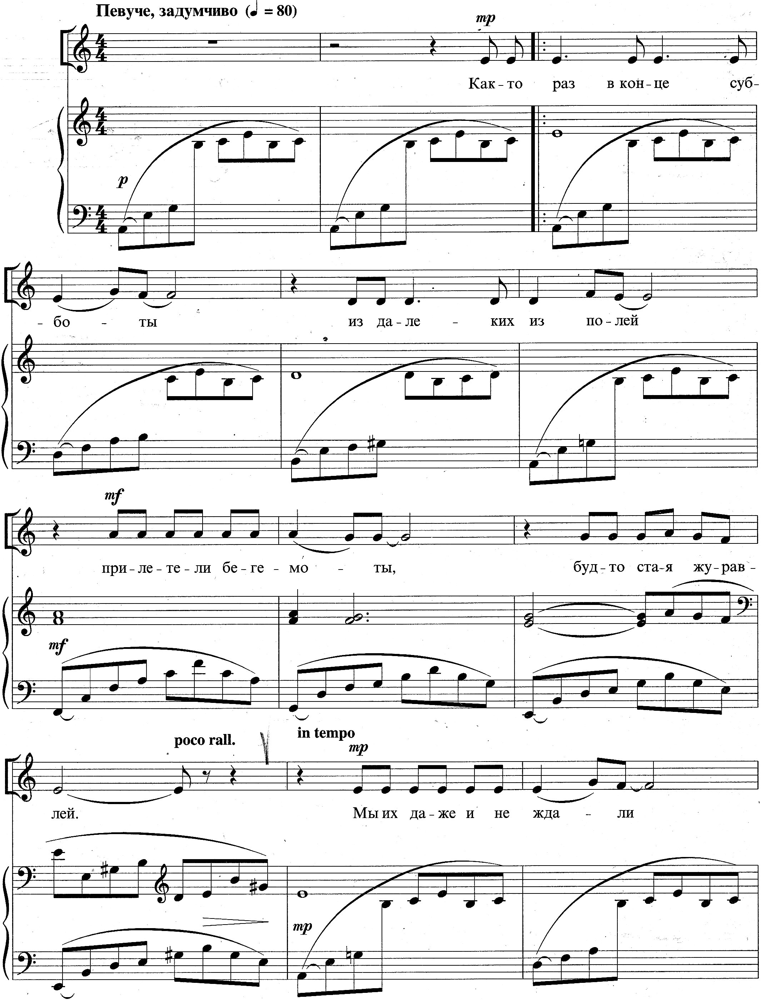 Певуче, задумчиво (♩ = 80)
mp
Как – то раз в кон – це суб –
p
– бо – ты из да – ле – ких из по – лей
mf
при – ле – те – ли бе – ге – мо – ты, буд – то ста – я жу – рав –
mf
poco rall. in tempo
mp
лей. Мы их да – же и не жда – ли
mp